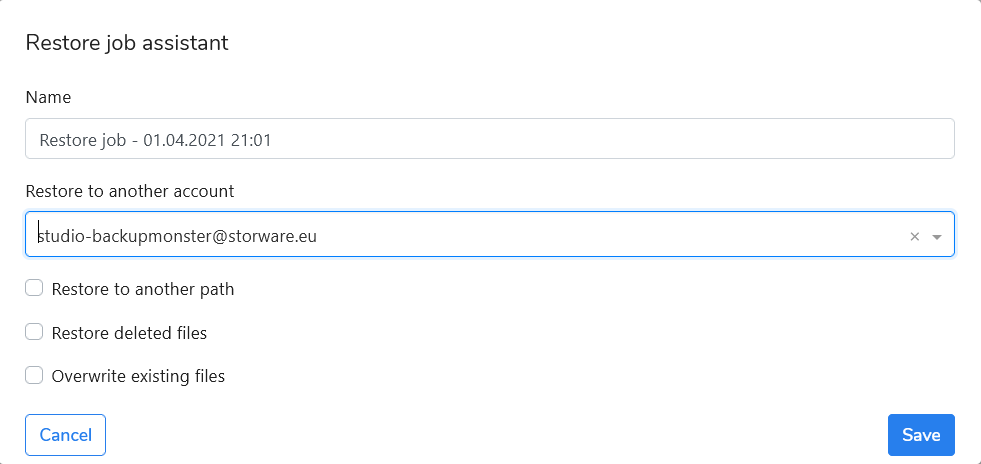 Restore job assistant
Name
Restore job - 01.04.2021 21:01
Restore to another account
studio-backupmonster@storware.eu
Restore to another path
Restore deleted files
Overwrite existing files
Cancel
Save